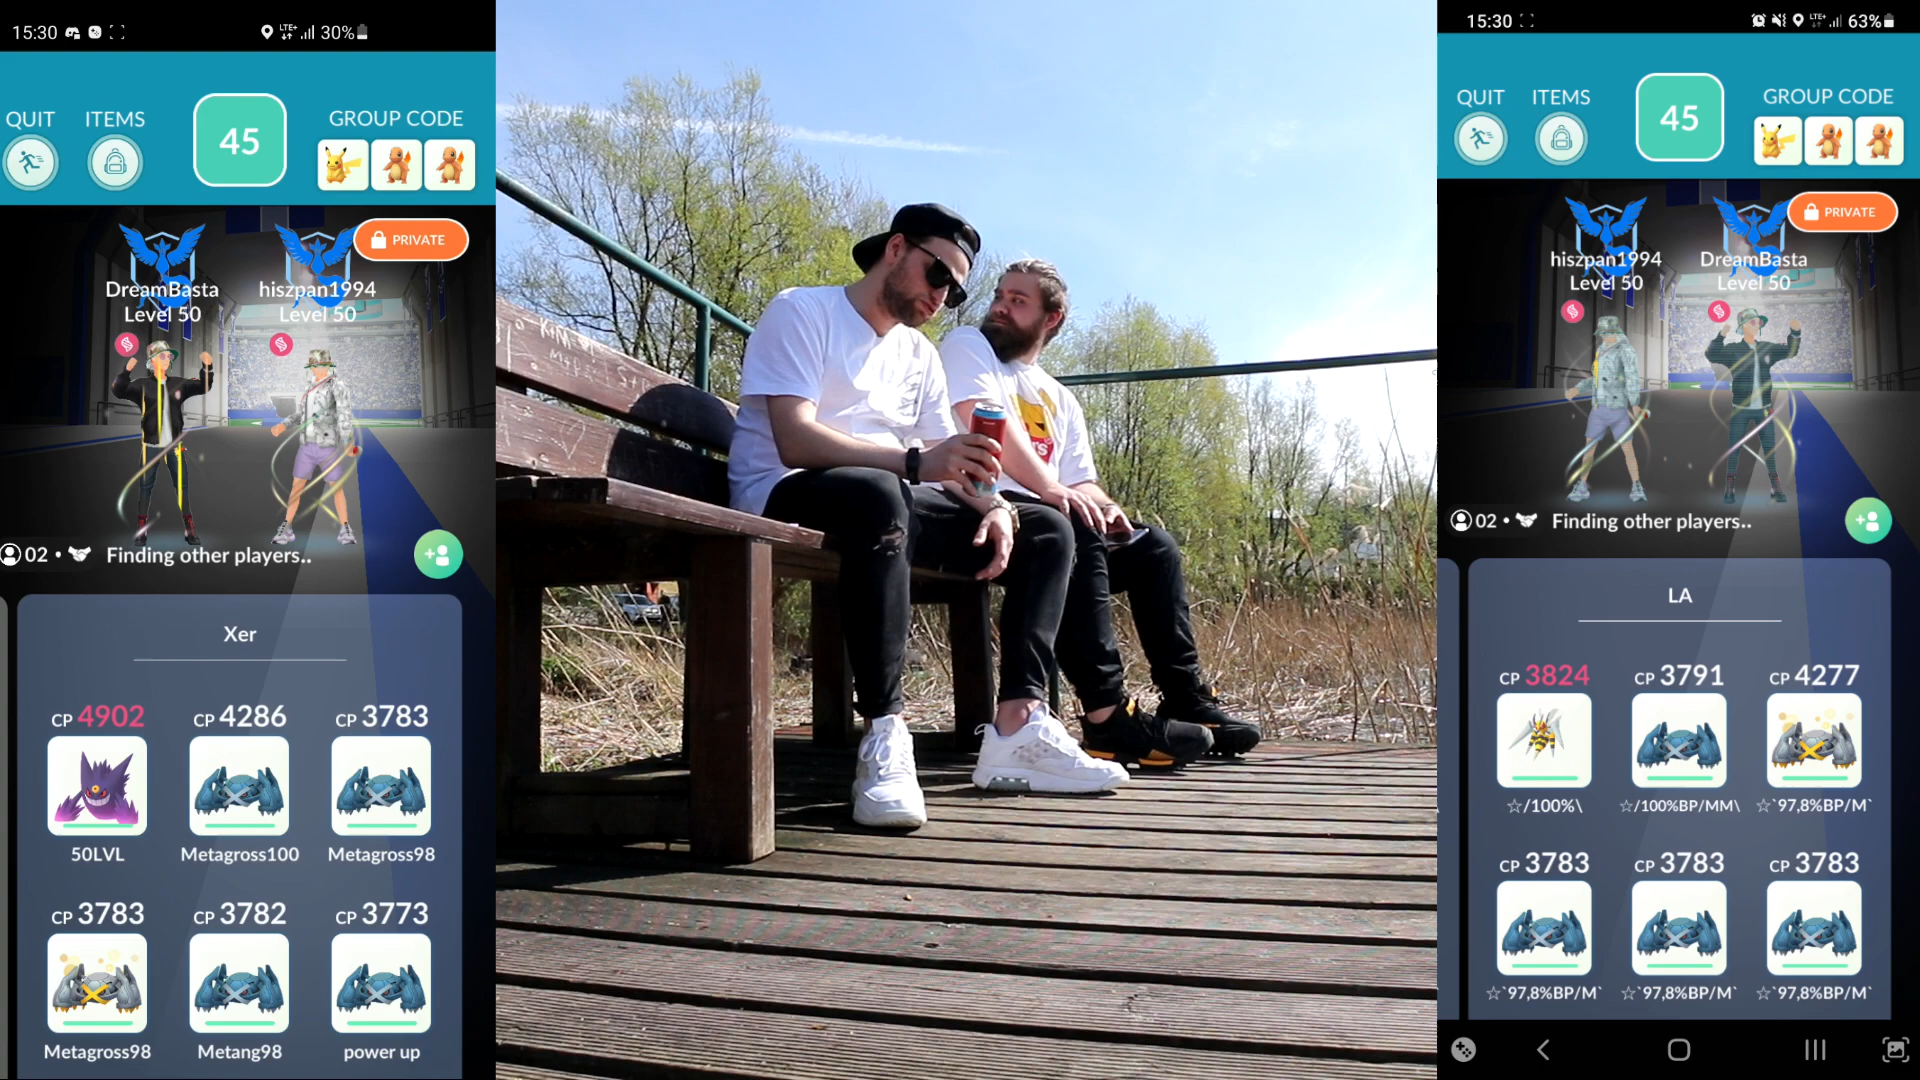 15:30
LTE+
30%
QUIT
ITEMS
45
GROUP CODE
PRIVATE
DreamBasta
Level 50
hiszpan1994
Level 50
02 • Finding other players..
Xer
CP 4902
CP 4286
CP 3783
50LVL
Metagross100
Metagross98
CP 3783
CP 3782
CP 3773
Metagross98
Metang98
power up
K+M
15:30
LTE+
63%
QUIT
ITEMS
45
GROUP CODE
PRIVATE
hiszpan1994
Level 50
DreamBasta
Level 50
02 • Finding other players..
LA
CP 3824
CP 3791
CP 4277
☆/100%\
☆/100%BP/MM\
☆`97,8%BP/M`
CP 3783
CP 3783
CP 3783
☆`97,8%BP/M`
☆`97,8%BP/M`
☆`97,8%BP/M`